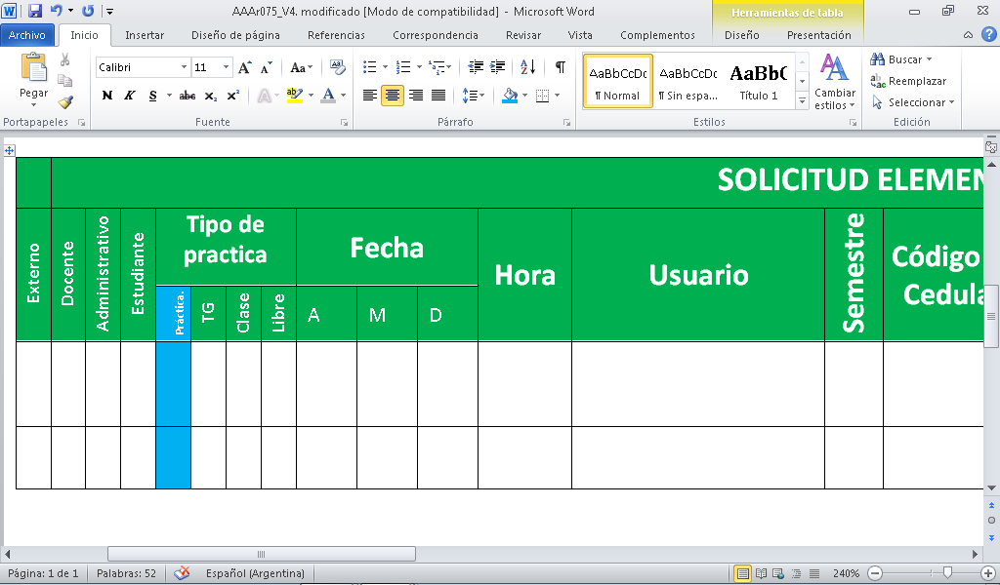 AAAr075_V4. modificado [Modo de compatibilidad] - Microsoft Word
Herramientas de tabla
Archivo Inicio Insertar Diseño de página Referencias Correspondencia Revisar Vista Complementos Diseño Presentación
Pegar
Portapapeles
Calibri 11
N K S abc x₂ x²
Fuente
Párrafo
AaBbCcDc AaBbCcDc AaBbC
¶ Normal ¶ Sin espa... Título 1
Cambiar estilos
Estilos
Buscar
Reemplazar
Seleccionar
Edición
SOLICITUD ELEMEN
Externo
Docente
Administrativo
Estudiante
Tipo de
practica
Práctica.
TG
Clase
Libre
Fecha
A M D
Hora
Usuario
Semestre
Código
Cedula
Página: 1 de 1 Palabras: 52 Español (Argentina) 240%